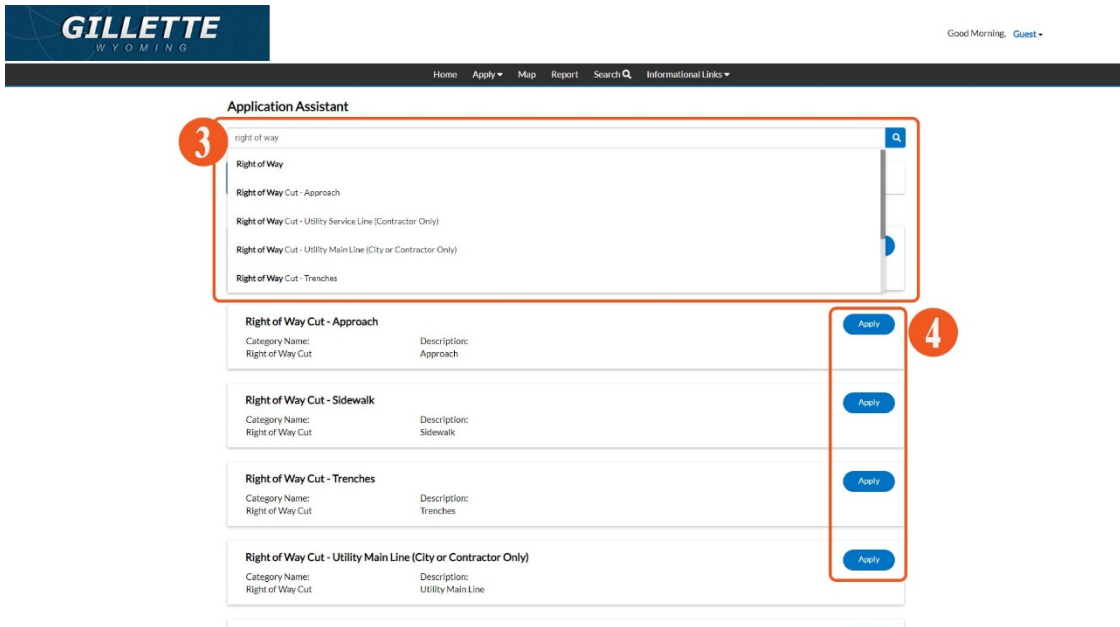 GILLETTE
WYOMING
Good Morning, Guest
Home Apply Map Report Search Informational Links
Application Assistant
3
right of way
Right of Way
Right of Way Cut - Approach
Right of Way Cut - Utility Service Line (Contractor Only)
Right of Way Cut - Utility Main Line (City or Contractor Only)
Right of Way Cut - Trenches
Right of Way Cut - Approach
Apply
4
Category Name:
Description:
Right of Way Cut
Approach
Right of Way Cut - Sidewalk
Apply
Category Name:
Description:
Right of Way Cut
Sidewalk
Right of Way Cut - Trenches
Apply
Category Name:
Description:
Right of Way Cut
Trenches
Right of Way Cut - Utility Main Line (City or Contractor Only)
Apply
Category Name:
Description:
Right of Way Cut
Utility Main Line